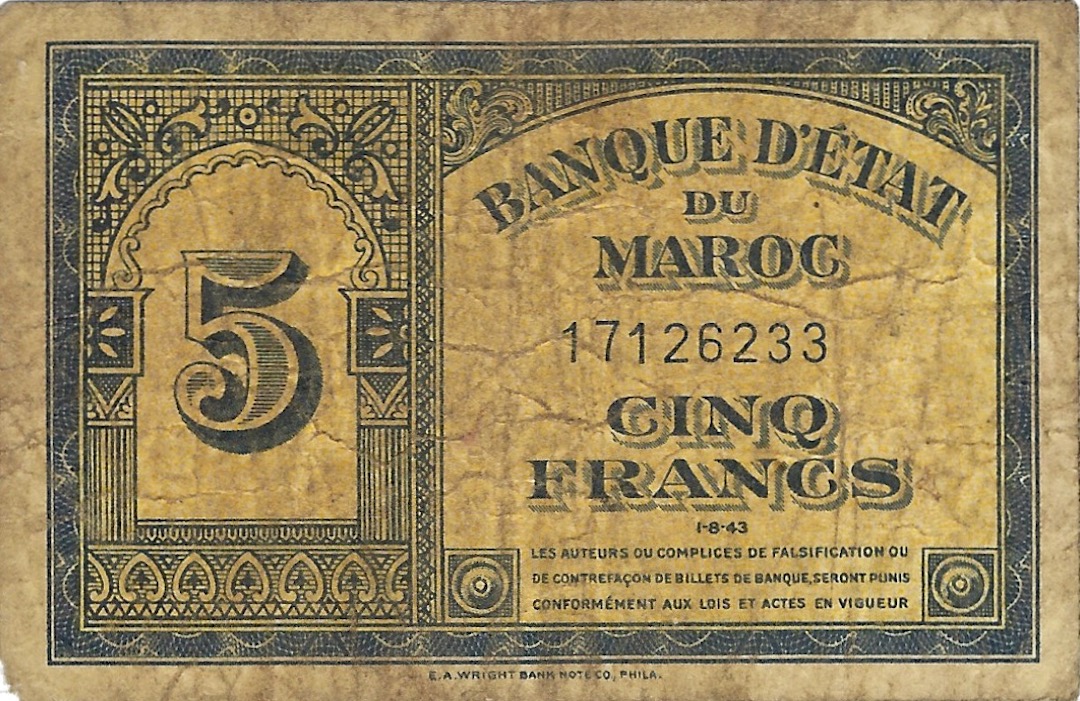 BANQUE D'ÉTAT
DU
MAROC
17126233
5
CINQ
FRANCS
1-8-43
LES AUTEURS OU COMPLICES DE FALSIFICATION OU
DE CONTREFAÇON DE BILLETS DE BANQUE, SERONT PUNIS
CONFORMÉMENT AUX LOIS ET ACTES EN VIGUEUR
E. A. WRIGHT BANK NOTE CO., PHILA.